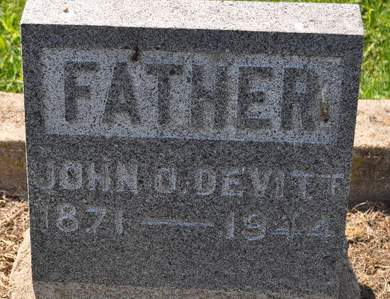 FATHER
JOHN O. DEVITT
1871 — 1944